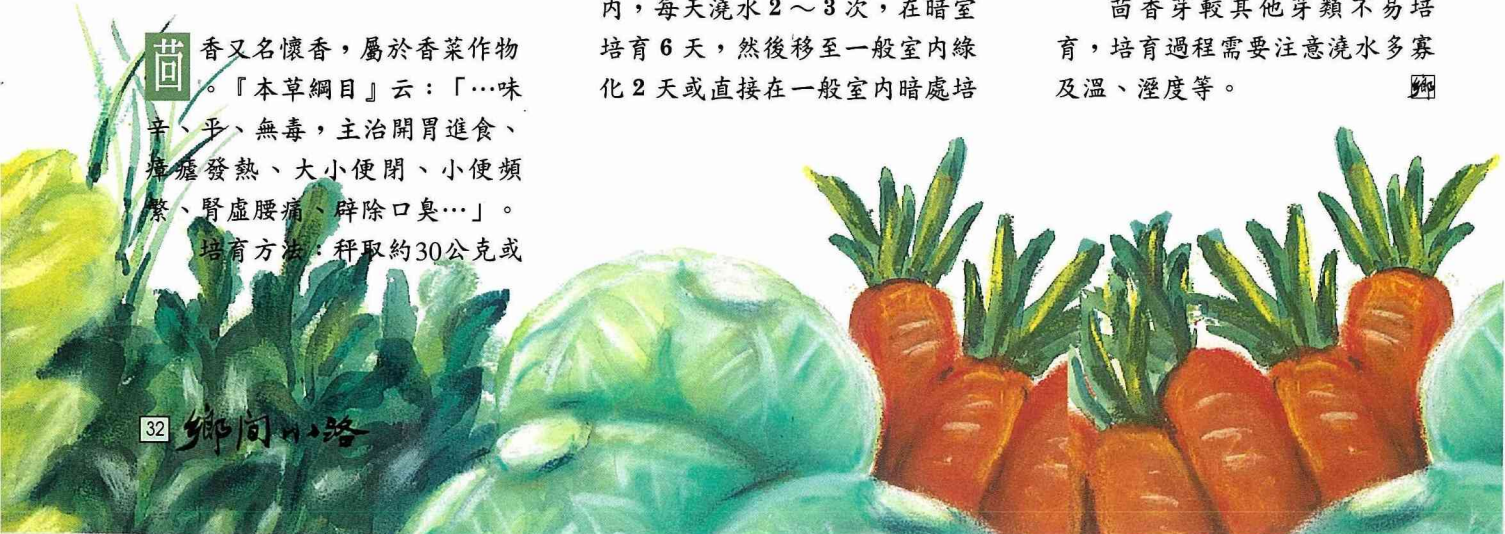 茴香又名懷香，屬於香菜作物
。『本草綱目』云：「…味
辛、平、無毒，主治開胃進食、
瘴瘧發熱、大小便閉、小便頻
繁、腎虛腰痛、辟除口臭…」。
培育方法：秤取約30公克或
內，每天澆水2～3次，在暗室
培育6天，然後移至一般室內綠
化2天或直接在一般室內暗處培
茴香芽較其他芽類不易培
育，培育過程需要注意澆水多寡
及溫、溼度等。
鄉
32 鄉間小路